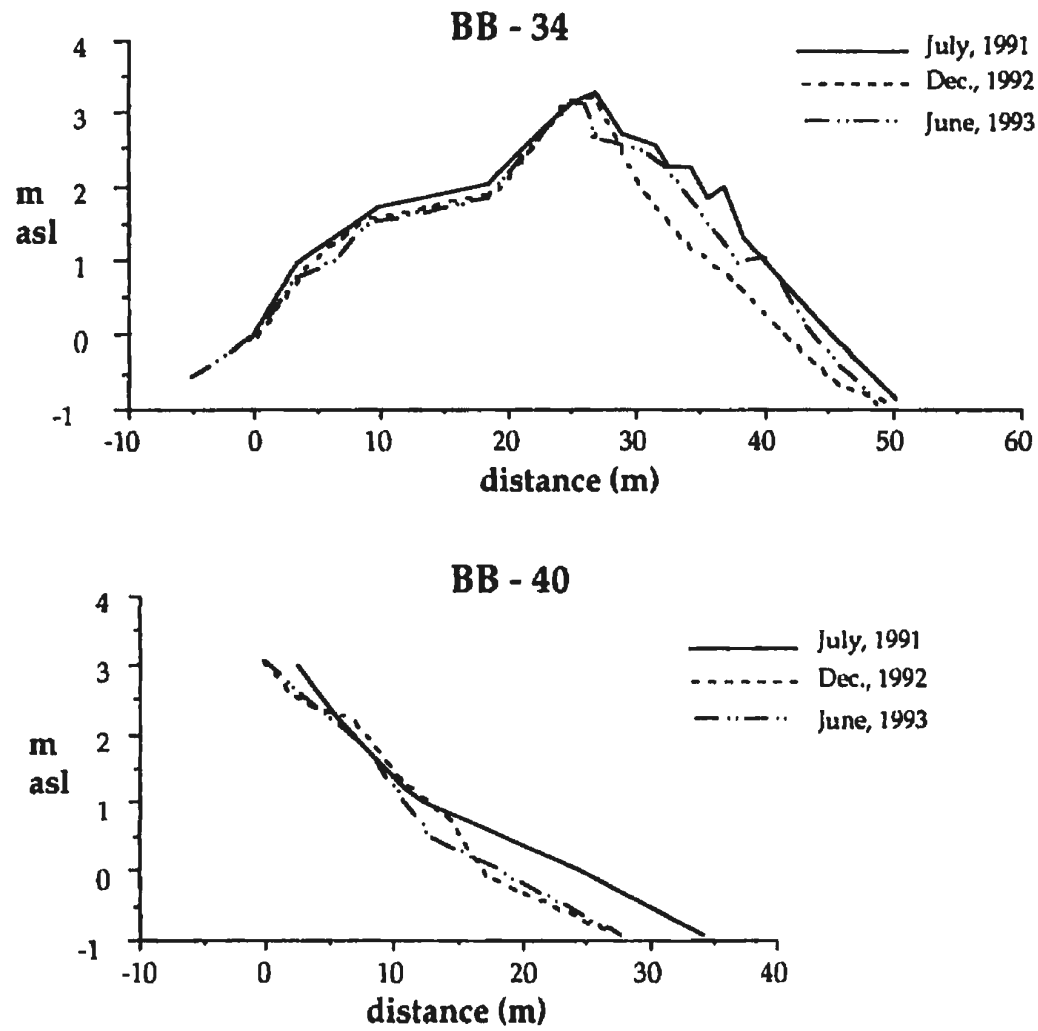 BB - 34
July, 1991
Dec., 1992
June, 1993
4
3
2
1
0
-1
m
asl
-10 0 10 20 30 40 50 60
distance (m)
BB - 40
July, 1991
Dec., 1992
June, 1993
4
3
2
1
0
-1
m
asl
-10 0 10 20 30 40
distance (m)